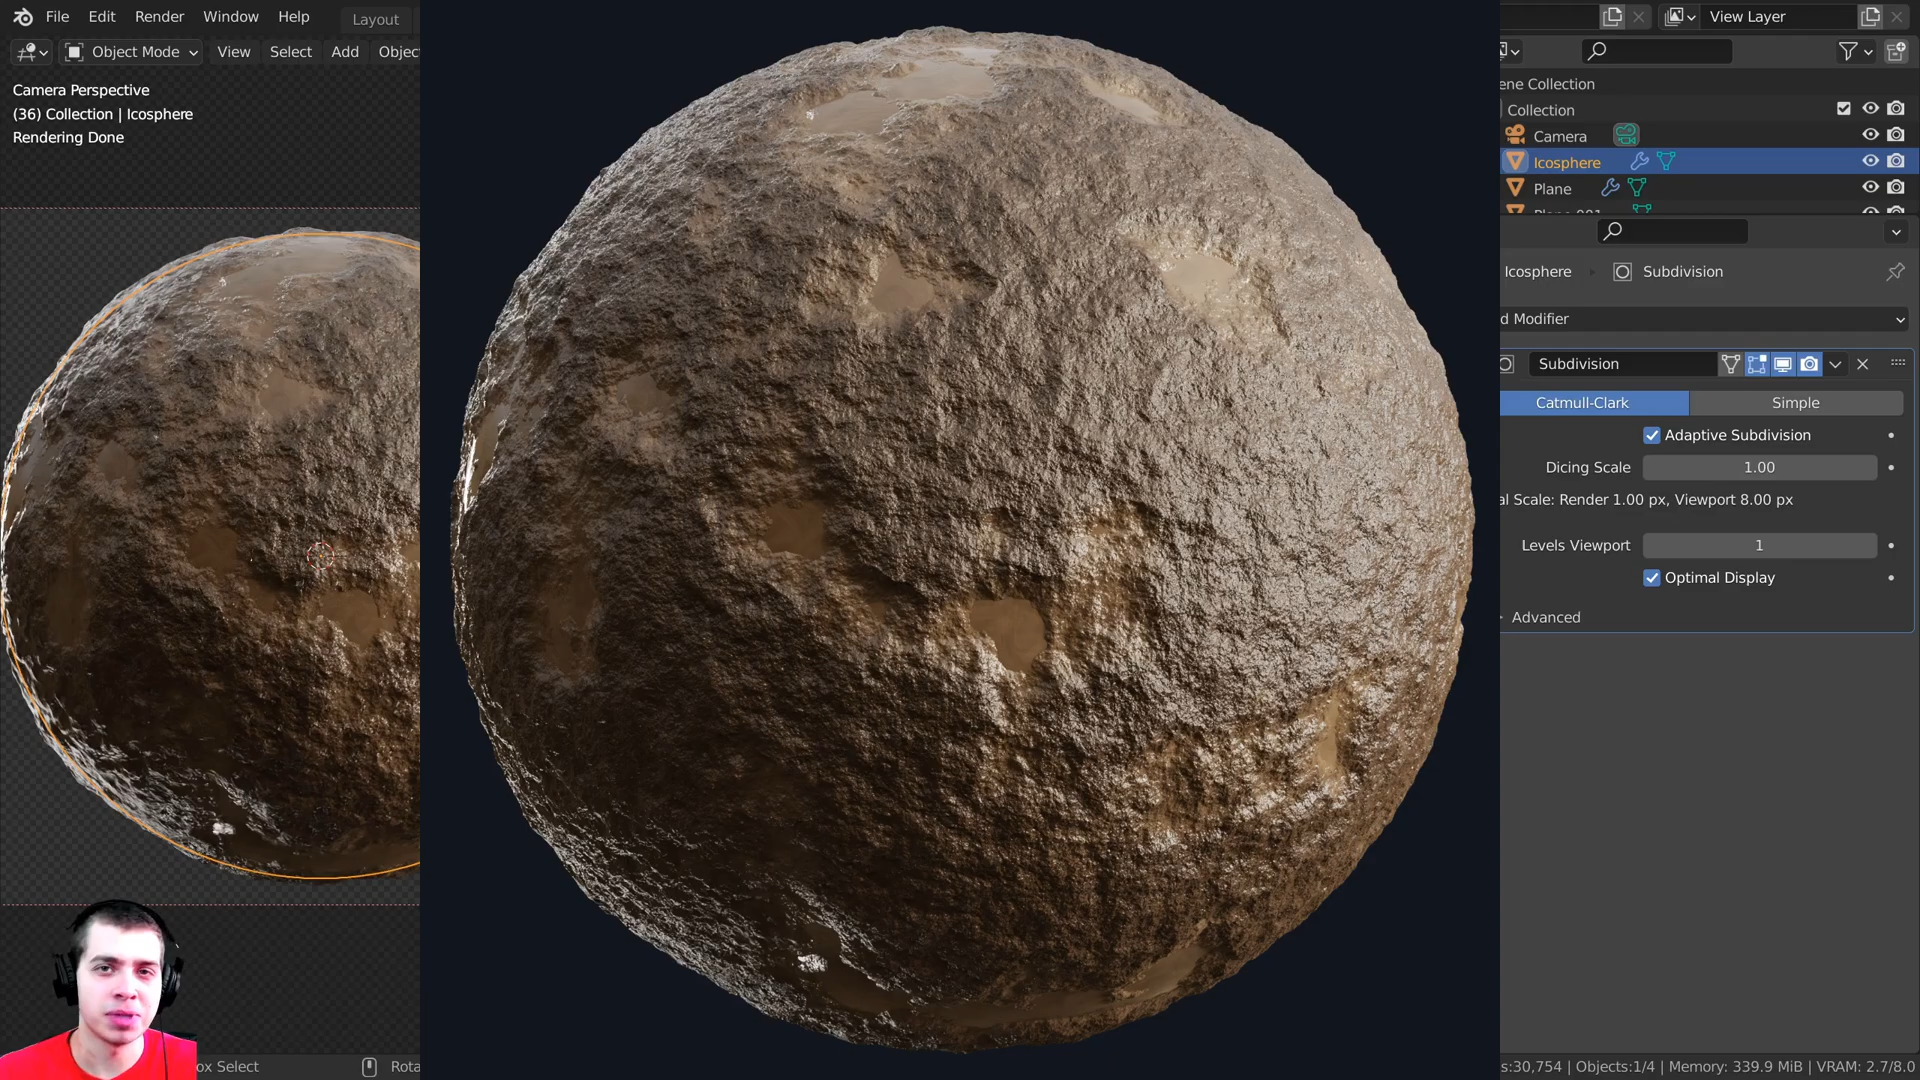 File Edit Render Window Help Layout
View Layer
Object Mode View Select Add Objec
Camera Perspective
(36) Collection | Icosphere
Rendering Done
ene Collection
Collection
Camera
Icosphere
Plane
Icosphere Subdivision
d Modifier
Subdivision
Catmull-Clark Simple
Adaptive Subdivision
Dicing Scale 1.00
al Scale: Render 1.00 px, Viewport 8.00 px
Levels Viewport 1
Optimal Display
Advanced
ox Select Rota
s:30,754 | Objects:1/4 | Memory: 339.9 MiB | VRAM: 2.7/8.0